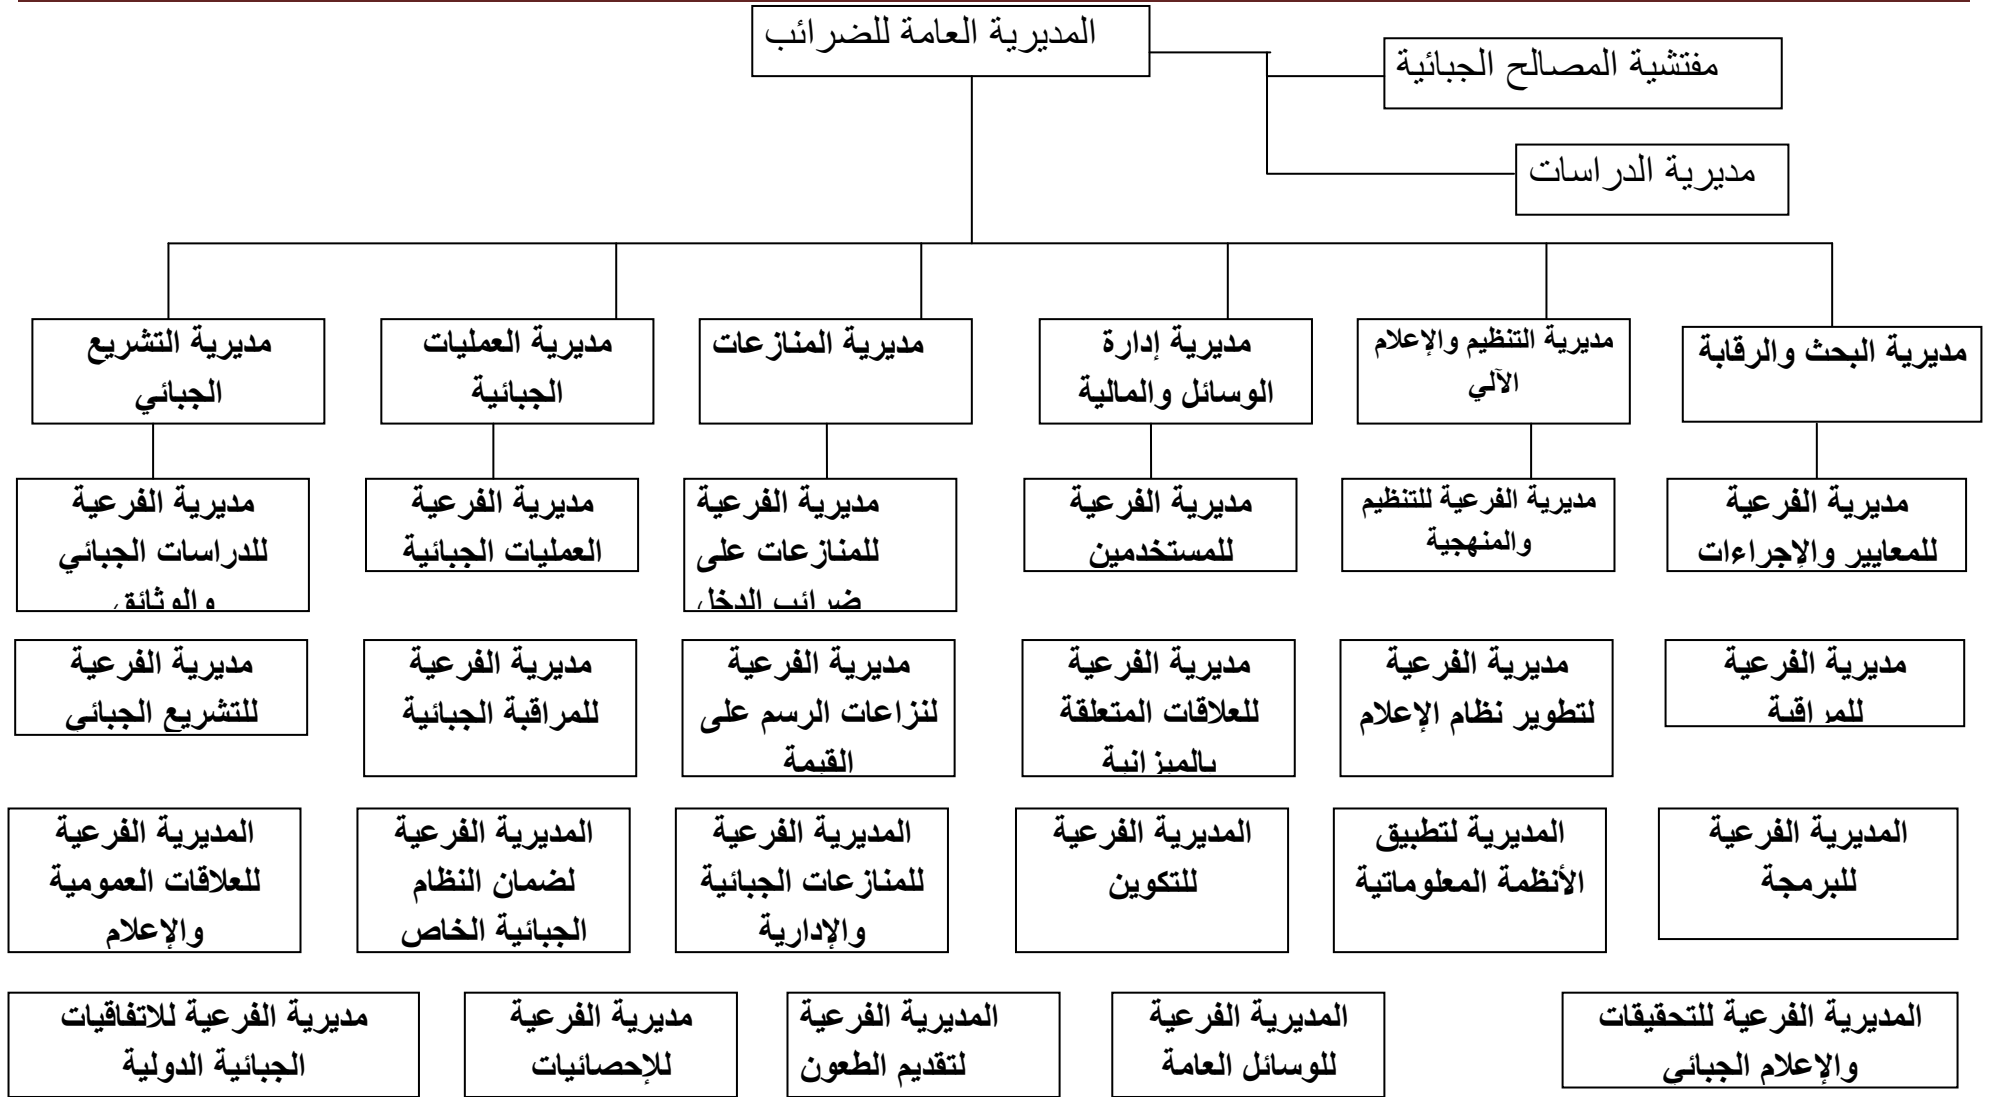 المديرية العامة للضرائب
مفتشية المصالح الجبائية
مديرية الدراسات
مديرية البحث والرقابة
مديرية التنظيم والإعلام
الآلي
مديرية إدارة
الوسائل والمالية
مديرية المنازعات
مديرية العمليات
الجبائية
مديرية التشريع
الجبائي
مديرية الفرعية
للمعايير والإجراءات
مديرية الفرعية للتنظيم
والمنهجية
مديرية الفرعية
للمستخدمين
مديرية الفرعية
للمنازعات على
ضرائب الدخل
مديرية الفرعية
العمليات الجبائية
مديرية الفرعية
للدراسات الجبائي
والوثائق
مديرية الفرعية
للمراقبة
مديرية الفرعية
لتطوير نظام الإعلام
مديرية الفرعية
للعلاقات المتعلقة
بالميزانية
مديرية الفرعية
لنزاعات الرسم على
القيمة
مديرية الفرعية
للمراقبة الجبائية
مديرية الفرعية
للتشريع الجبائي
المديرية الفرعية
للبرمجة
المديرية لتطبيق
الأنظمة المعلوماتية
المديرية الفرعية
للتكوين
المديرية الفرعية
للمنازعات الجبائية
والإدارية
المديرية الفرعية
لضمان النظام
الجبائية الخاص
المديرية الفرعية
للعلاقات العمومية
والإعلام
المديرية الفرعية للتحقيقات
والإعلام الجبائي
المديرية الفرعية
للوسائل العامة
المديرية الفرعية
لتقديم الطعون
مديرية الفرعية
للإحصائيات
مديرية الفرعية للاتفاقيات
الجبائية الدولية